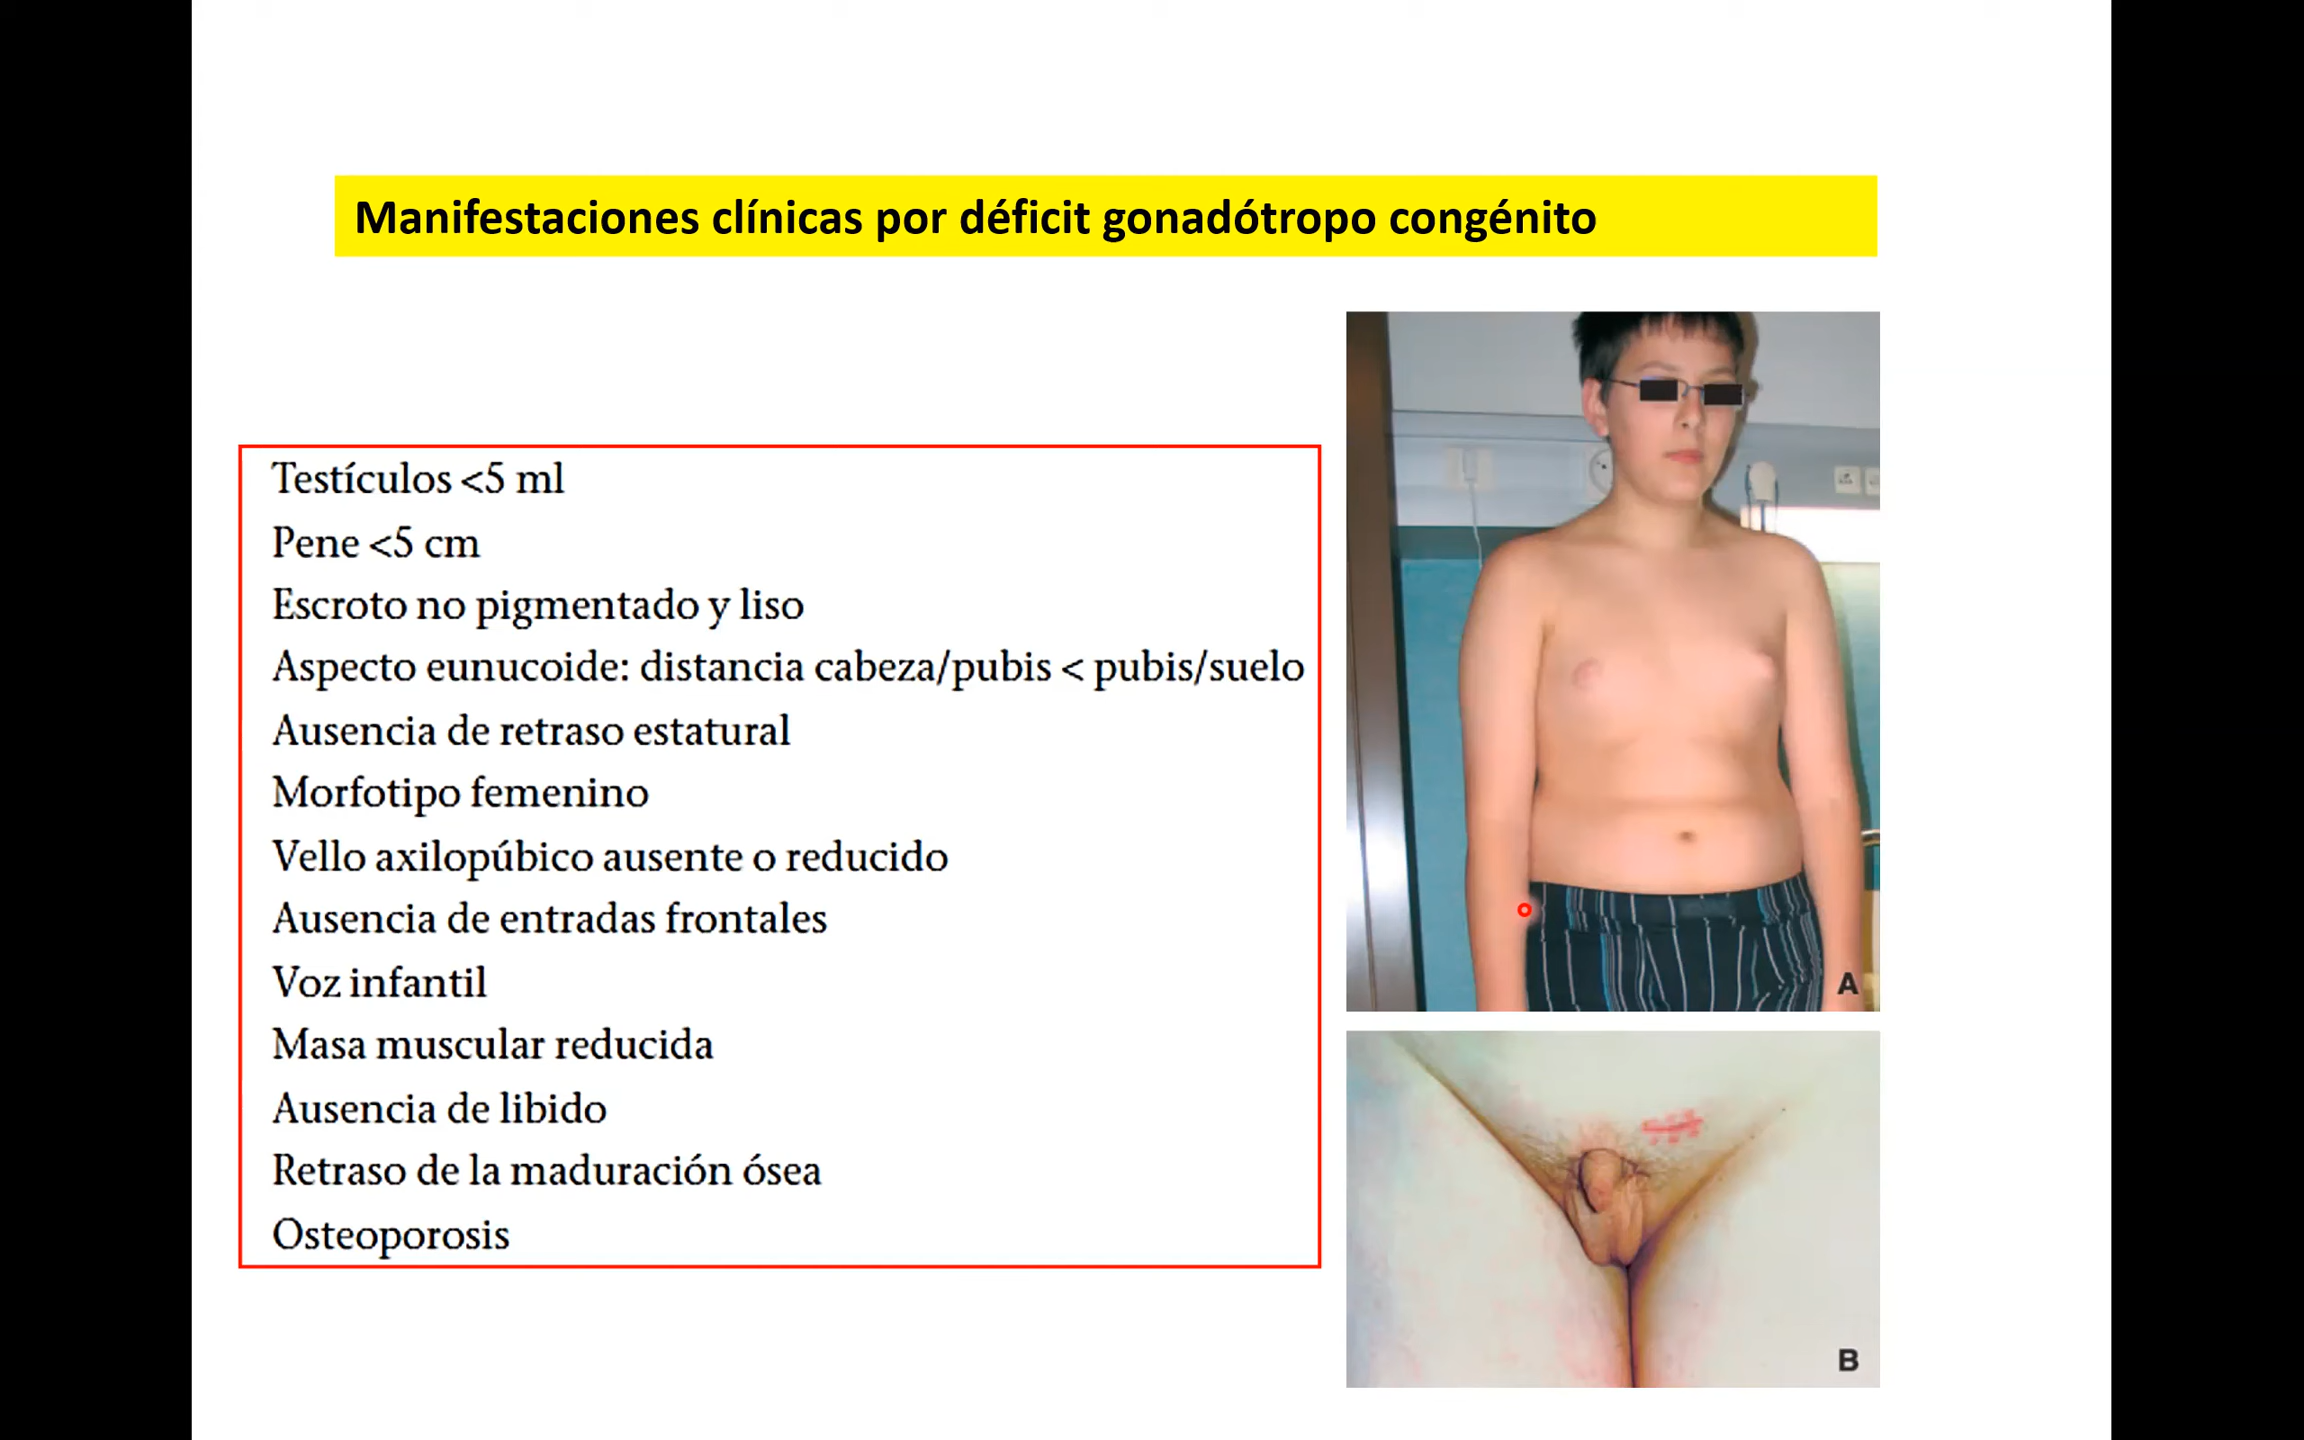 Manifestaciones clínicas por déficit gonadótropo congénito
Testículos <5 ml
Pene <5 cm
Escroto no pigmentado y liso
Aspecto eunucoide: distancia cabeza/pubis < pubis/suelo
Ausencia de retraso estatural
Morfotipo femenino
Vello axilopúbico ausente o reducido
Ausencia de entradas frontales
Voz infantil
Masa muscular reducida
Ausencia de libido
Retraso de la maduración ósea
Osteoporosis
A
B